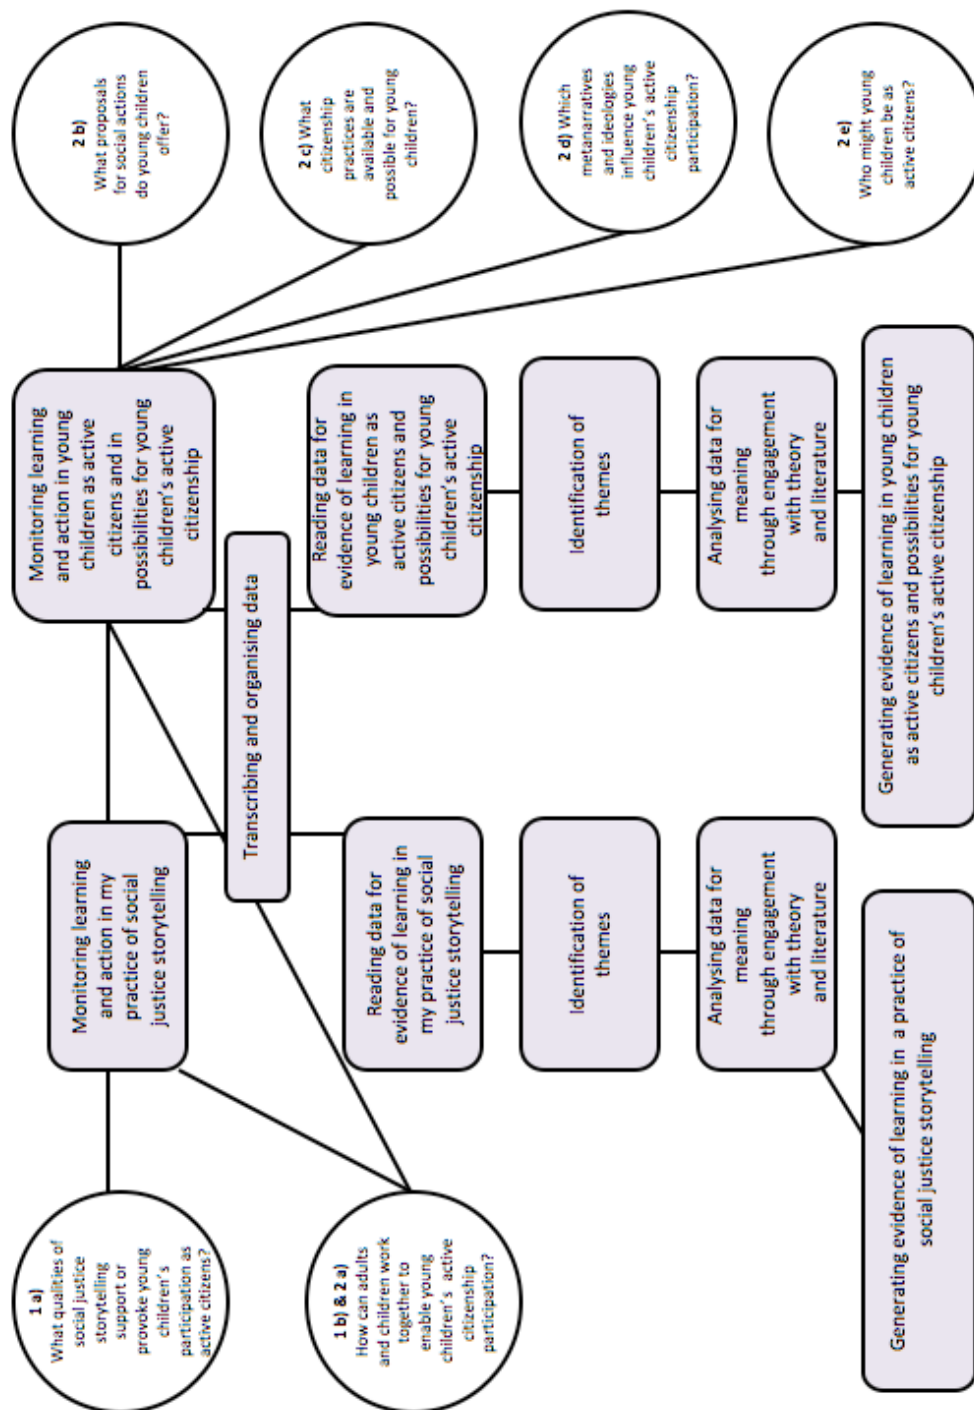 1 a)
What qualities of
social justice
storytelling
support or
provoke young
children's
participation as
active citizens?
Monitoring learning
and action in my
practice of social
justice storytelling
Monitoring learning
and action in young
children as active
citizens and in
possibilities for young
children's active
citizenship
2 b)
What proposals
for social actions
do young children
offer?
1 b) & 2 a)
How can adults
and children work
together to
enable young
children's active
citizenship
participation?
Transcribing and organising data
2 c) What
citizenship
practices are
available and
possible for young
children?
Reading data for
evidence of learning in
my practice of social
justice storytelling
Reading data for
evidence of learning in
young children as
active citizens and
possibilities for young
children's active
citizenship
2 d) Which
metanarratives
and ideologies
influence young
children's active
citizenship
participation?
Identification of
themes
Identification of
themes
Analysing data for
meaning
through engagement
with theory
and literature
Analysing data for
meaning
through engagement
with theory
and literature
2 e)
Who might young
children be as
active citizens?
Generating evidence of learning in a practice of
social justice storytelling
Generating evidence of learning in young children
as active citizens and possibilities for young
children's active citizenship